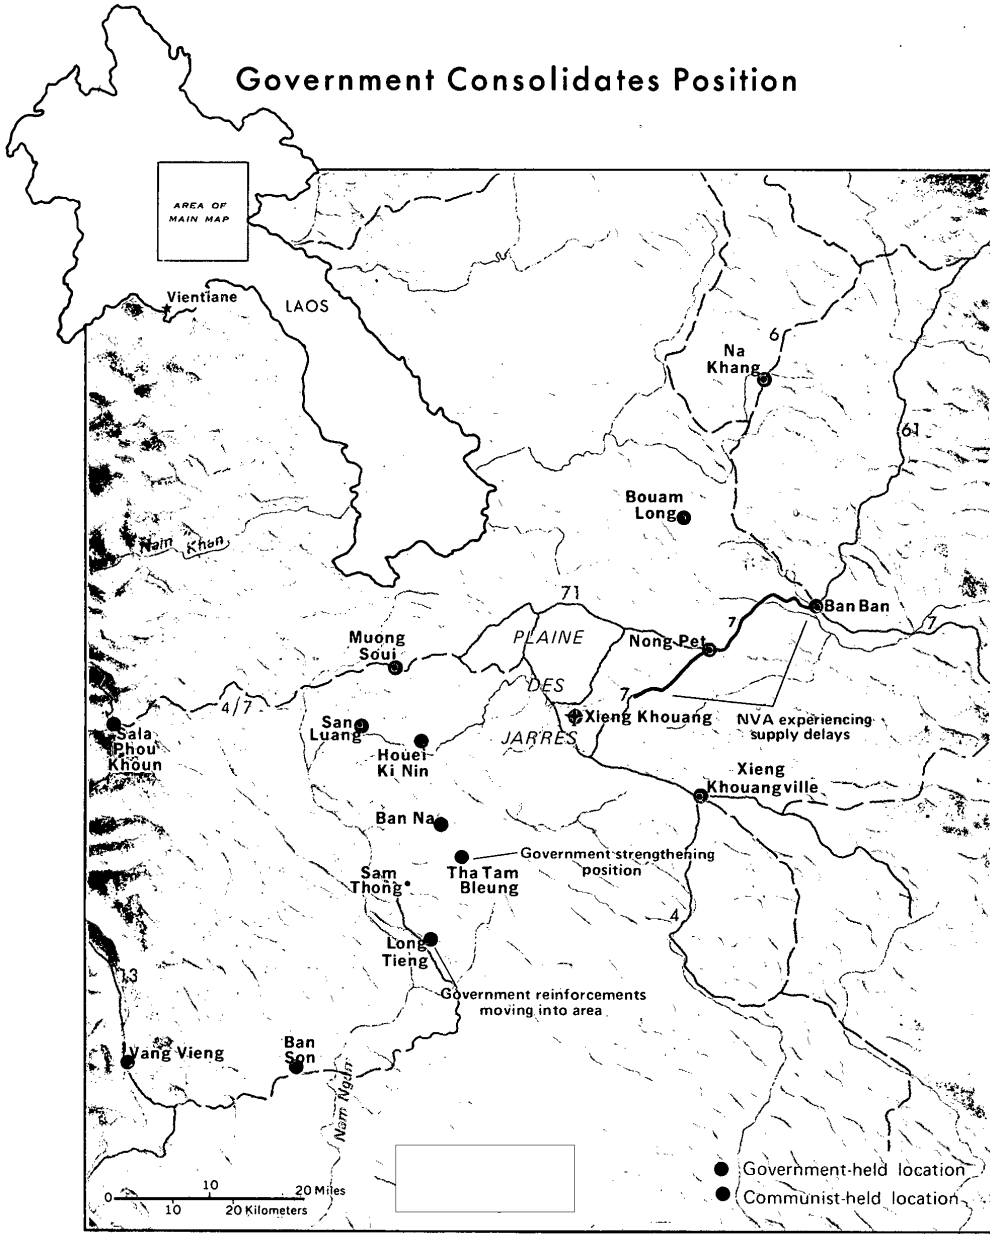 Government Consolidates Position
AREA OF
MAIN MAP
Vientiane
LAOS
6
Na
Khang
61
Bouam
Long
Nam Khan
71
Ban Ban
7
7
PLAINE
Muong
Soui
Nong Pet
DES
7
4/7
Xieng Khouang
NVA experiencing
supply delays
San
Luang
JARRES
Sala
Phou
Khoun
Houei
Ki Nin
Xieng
Khouangville
Ban Na
Government strengthening
position
Tha Tam
Bleung
Sam
Thong
4
Long
Tieng
13
Government reinforcements
moving into area
Vang Vieng
Ban
Son
Nam Ngum
Government-held location
Communist-held location
0 10 20 Miles
10 20 Kilometers